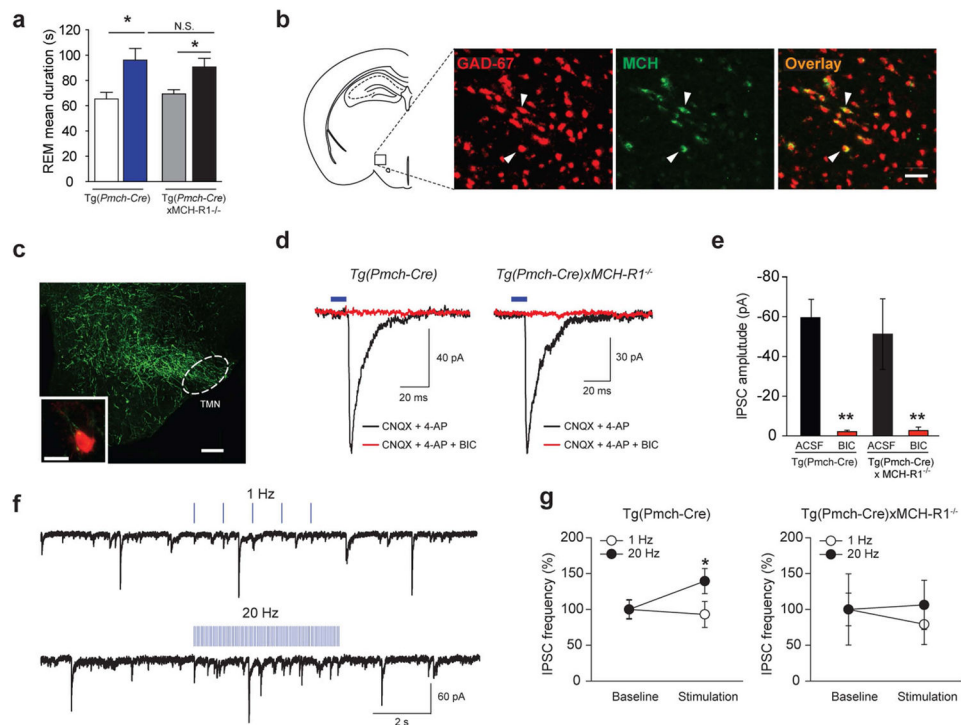 a
REM mean duration (s)
120
100
80
60
40
20
0
*
N.S.
*
Tg(Pmch-Cre)
Tg(Pmch-Cre)
xMCH-R1-/-
b
GAD-67
MCH
Overlay
c
TMN
d
Tg(Pmch-Cre)
Tg(Pmch-Cre)xMCH-R1-/-
40 pA
20 ms
30 pA
20 ms
CNQX + 4-AP
CNQX + 4-AP + BIC
CNQX + 4-AP
CNQX + 4-AP + BIC
e
IPSC amplutude (pA)
-80
-60
-40
-20
0
**
**
ACSF BIC ACSF BIC
Tg(Pmch-Cre)
Tg(Pmch-Cre)
x MCH-R1-/-
f
1 Hz
20 Hz
60 pA
2 s
g
Tg(Pmch-Cre)
IPSC frequency (%)
200
150
100
50
0
1 Hz
20 Hz
*
Baseline Stimulation
Tg(Pmch-Cre)xMCH-R1-/-
IPSC frequency (%)
200
150
100
50
0
1 Hz
20 Hz
Baseline Stimulation